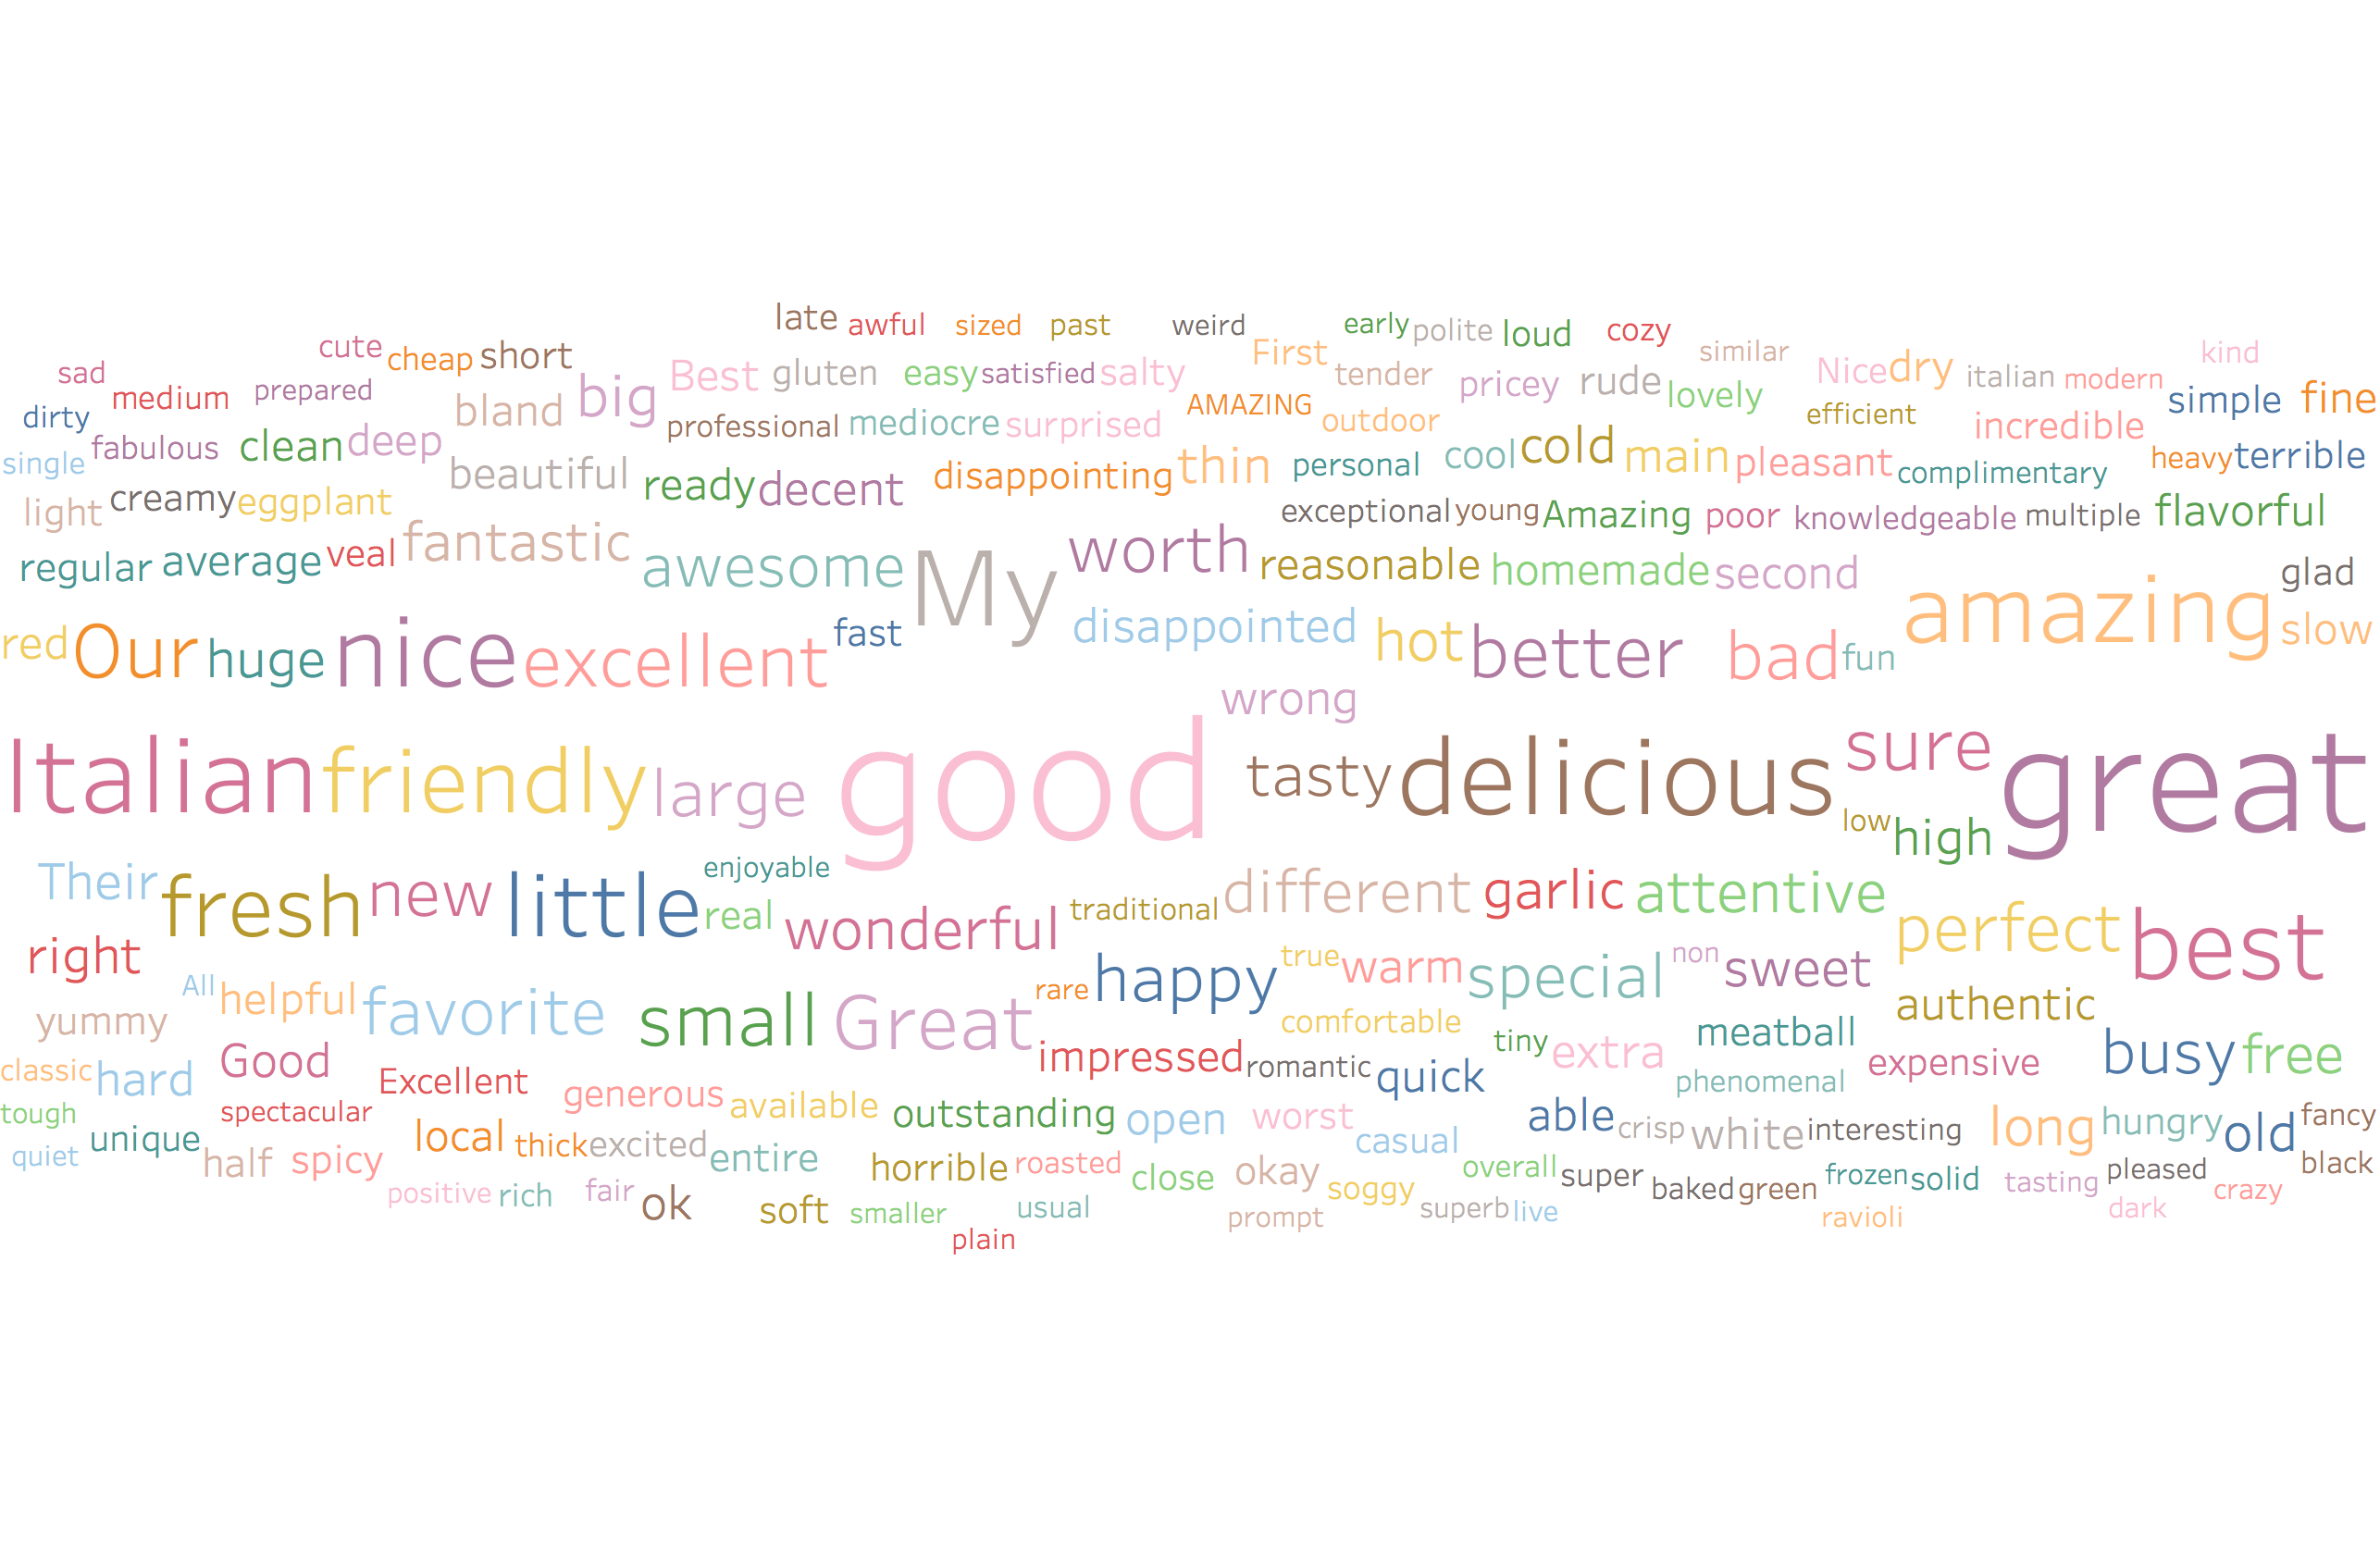 late awful sized past weird early polite loud cozy
cute cheap short Best gluten easy satisfied salty First tender similar Nice dry italian modern kind
sad medium prepared bland big professional mediocre surprised AMAZING outdoor pricey rude lovely efficient incredible simple fine
dirty fabulous clean deep beautiful ready decent disappointing thin personal cool cold main pleasant complimentary heavy terrible
single light creamy eggplant fantastic exceptional young Amazing poor knowledgeable multiple flavorful
regular average veal awesome My worth reasonable homemade second amazing glad
red Our huge nice excellent fast disappointed hot better bad fun slow
wrong
Italian friendly large good tasty delicious sure great
low high
Their fresh new little enjoyable real wonderful traditional different garlic attentive perfect best
right All helpful favorite small Great rare happy true warm special non sweet authentic
yummy comfortable tiny meatball
classic hard Good Excellent generous available impressed romantic quick extra phenomenal expensive busy free
tough spectacular outstanding open worst able long hungry fancy
quiet unique half spicy local thick excited entire horrible roasted close casual okay overall crisp white interesting old black
positive rich fair ok soft smaller usual soggy super baked green frozen solid tasting pleased crazy
plain prompt superb live ravioli dark